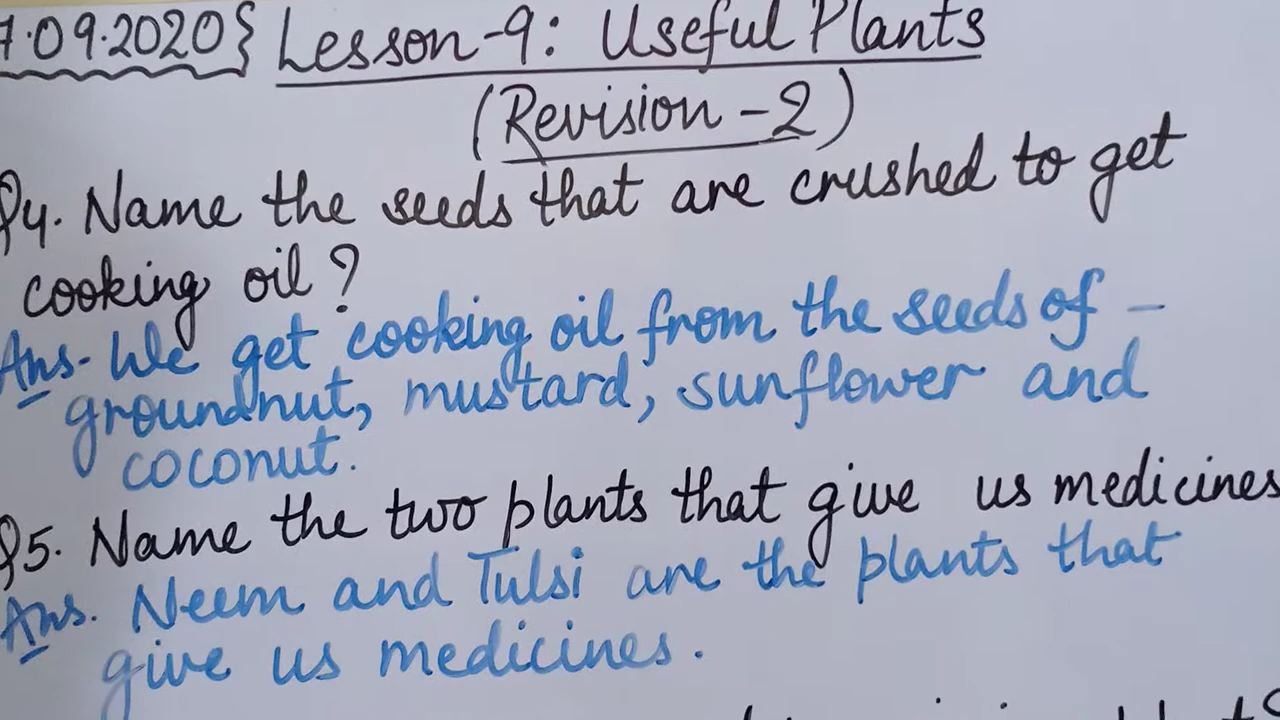 7.09.2020} Lesson-9: Useful Plants
(Revision-2)
Q4. Name the seeds that are crushed to get
cooking oil?
Ans- We get cooking oil from the seeds of -
groundnut, mustard, sunflower and
coconut.
Q5. Name the two plants that give us medicines
Ans. Neem and Tulsi are the plants that
give us medicines.